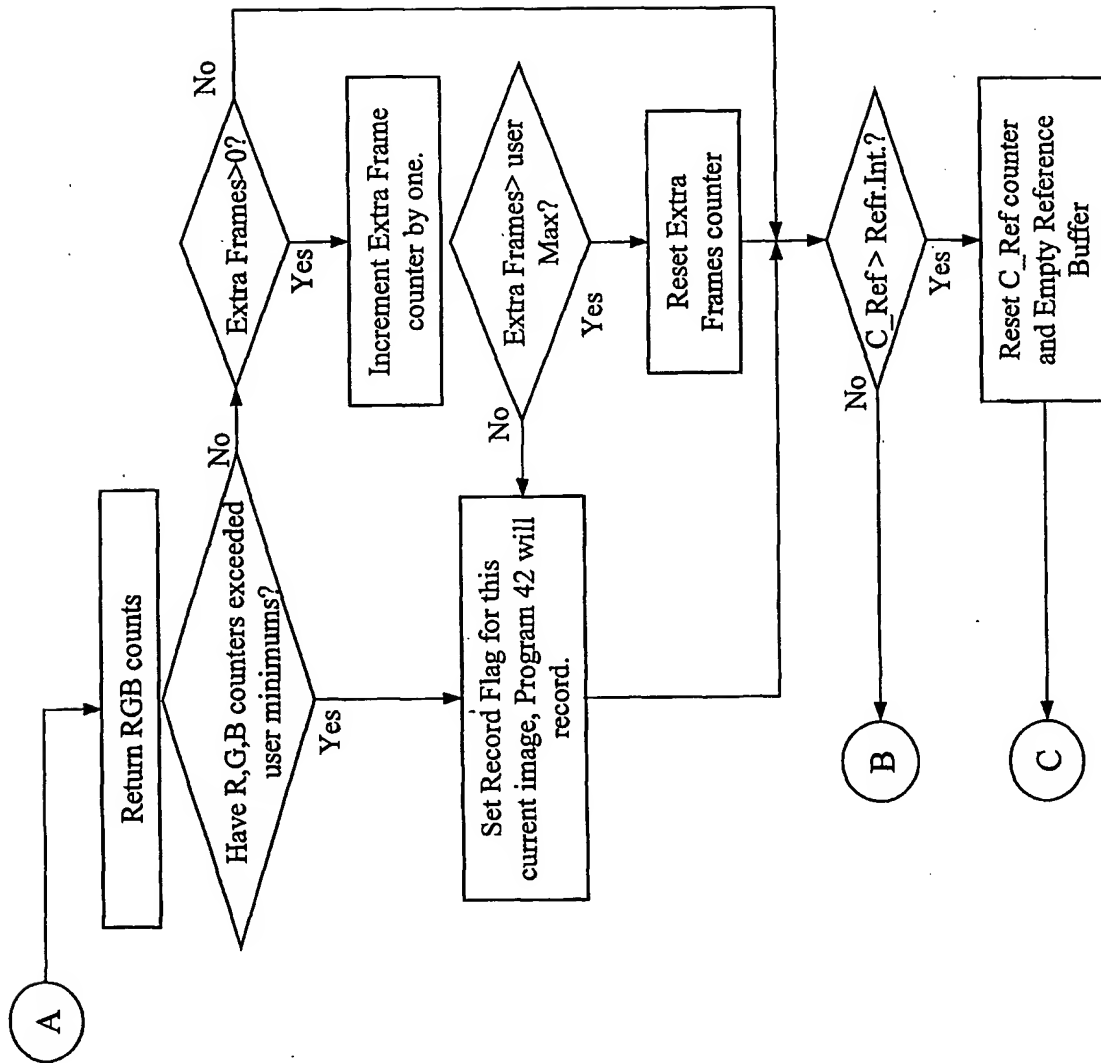 A
Return RGB counts
Have R,G,B counters exceeded
user minimums?
No
Yes
Extra Frames>0?
No
Yes
Increment Extra Frame
counter by one.
Extra Frames> user
Max?
No
Yes
Set Record Flag for this
current image, Program 42 will
record.
Reset Extra
Frames counter
C_Ref > Refr.Int.?
No
Yes
B
Reset C_Ref counter
and Empty Reference
Buffer
C